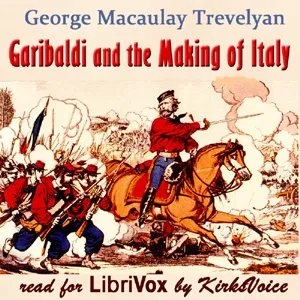 George Macaulay Trevelyan
Garibaldi and the Making of Italy
read for LibriVox by KirksVoice